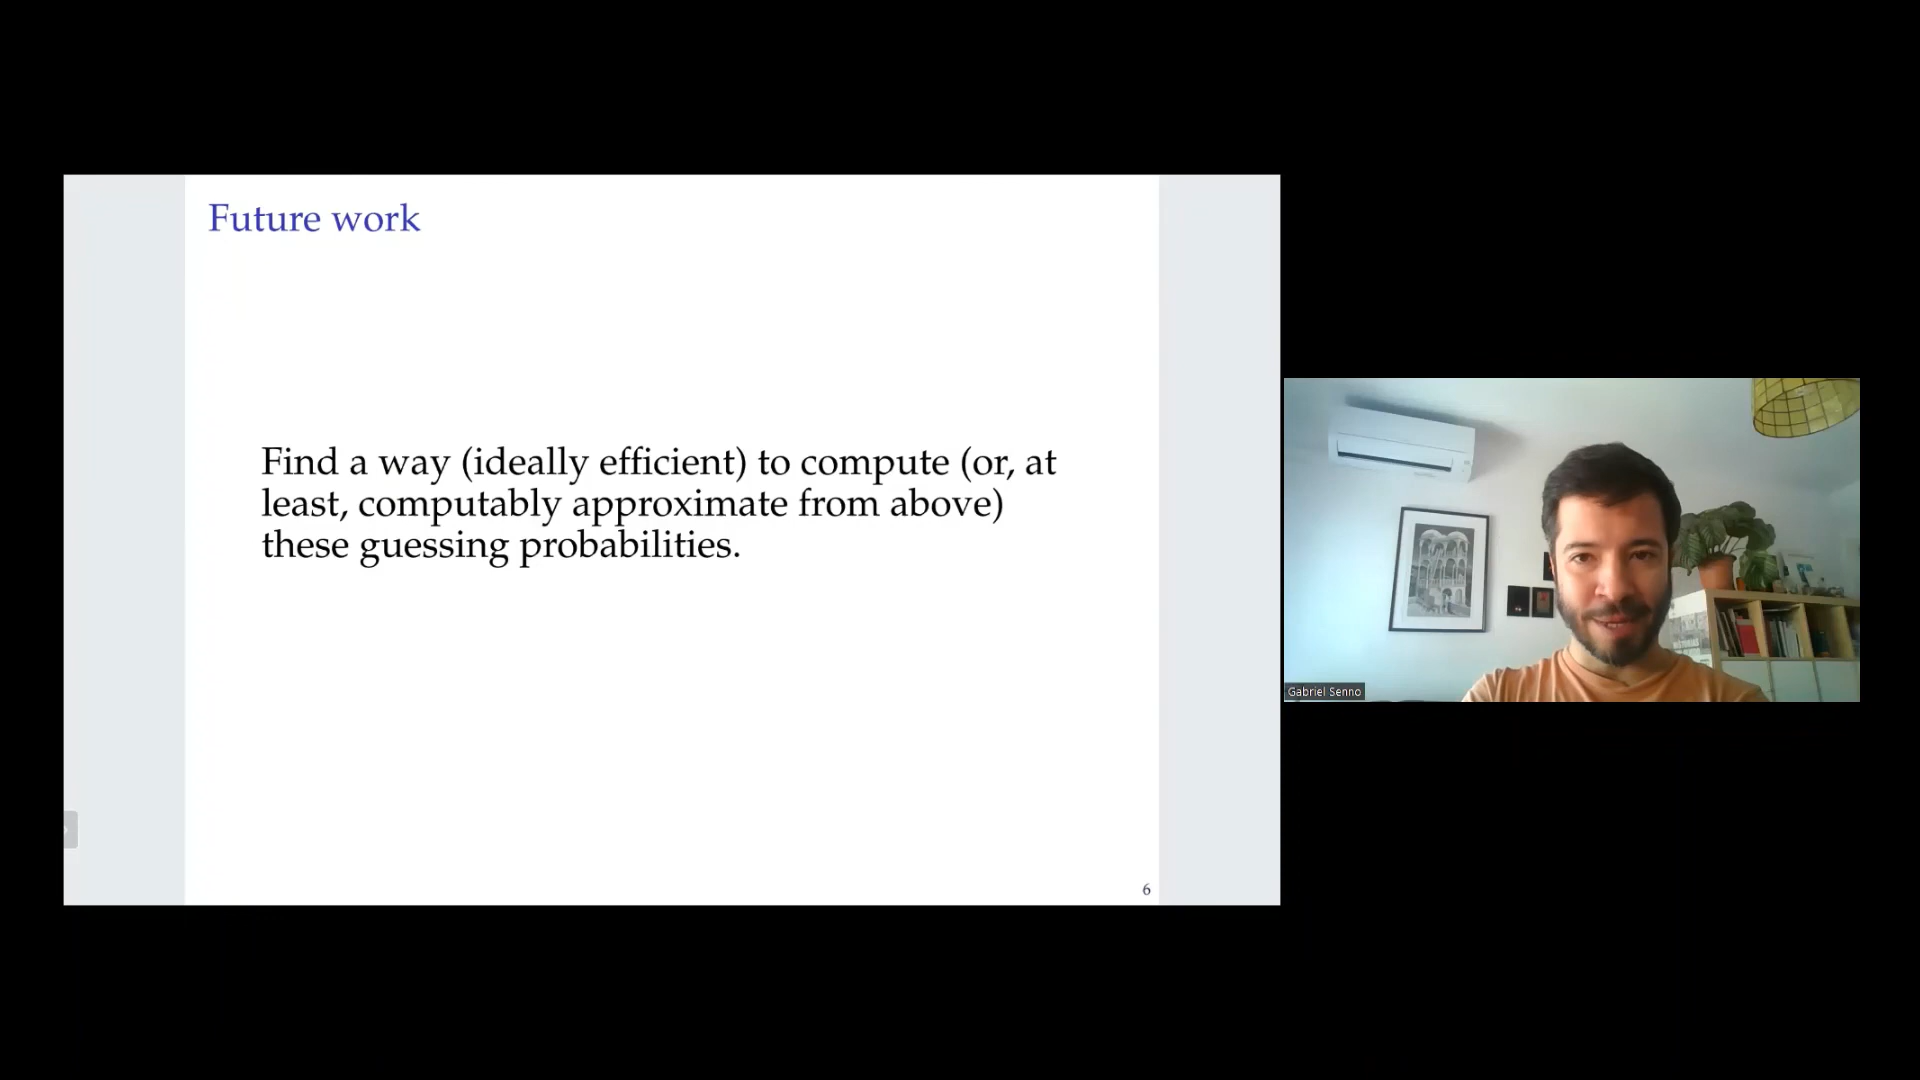 Future work
Find a way (ideally efficient) to compute (or, at
least, computably approximate from above)
these guessing probabilities.
6
Gabriel Senno